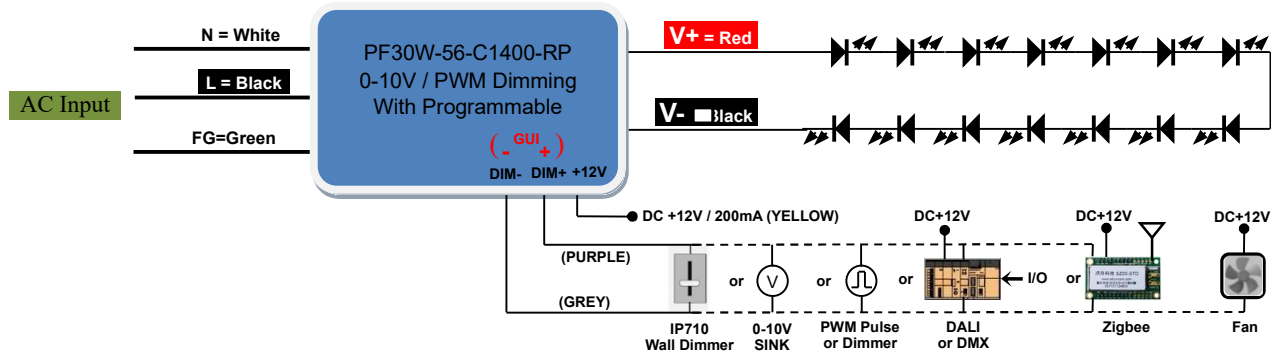 N = White
V+ = Red
PF30W-56-C1400-RP
0-10V / PWM Dimming
With Programmable
L = Black
AC Input
V- Black
FG=Green
( - GUI + )
DIM- DIM+ +12V
DC +12V / 200mA (YELLOW)
DC+12V
DC+12V
DC+12V
(PURPLE)
or
V
or
or
I/O
or
(GREY)
IP710
Wall Dimmer
0-10V
SINK
PWM Pulse
or Dimmer
DALI
or DMX
Zigbee
Fan